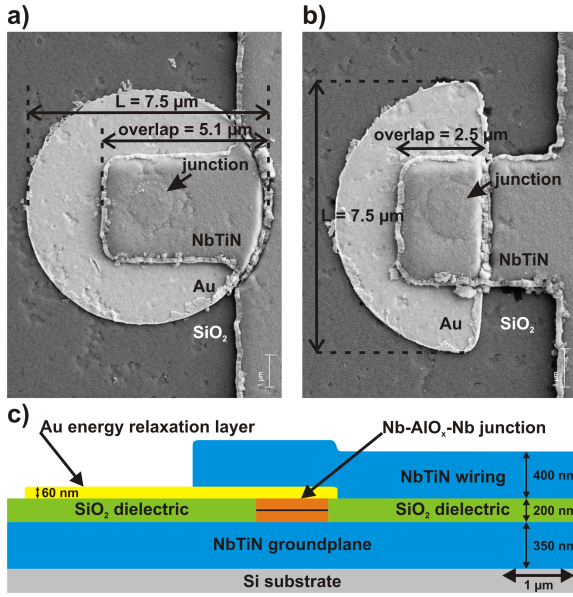 a)
L = 7.5 µm
overlap = 5.1 µm
junction
NbTiN
Au
SiO₂
1 µm
b)
overlap = 2.5 µm
junction
L = 7.5 µm
NbTiN
Au
SiO₂
1 µm
c)
Au energy relaxation layer
Nb-AlOₓ-Nb junction
NbTiN wiring
400 nm
60 nm
SiO₂ dielectric
SiO₂ dielectric
200 nm
NbTiN groundplane
350 nm
Si substrate
1 µm